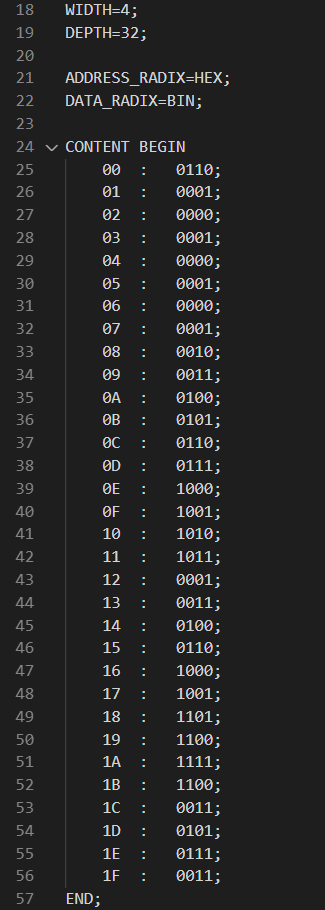 18 WIDTH=4;
19 DEPTH=32;
20
21 ADDRESS_RADIX=HEX;
22 DATA_RADIX=BIN;
23
24 CONTENT BEGIN
25 00 : 0110;
26 01 : 0001;
27 02 : 0000;
28 03 : 0001;
29 04 : 0000;
30 05 : 0001;
31 06 : 0000;
32 07 : 0001;
33 08 : 0010;
34 09 : 0011;
35 0A : 0100;
36 0B : 0101;
37 0C : 0110;
38 0D : 0111;
39 0E : 1000;
40 0F : 1001;
41 10 : 1010;
42 11 : 1011;
43 12 : 0001;
44 13 : 0011;
45 14 : 0100;
46 15 : 0110;
47 16 : 1000;
48 17 : 1001;
49 18 : 1101;
50 19 : 1100;
51 1A : 1111;
52 1B : 1100;
53 1C : 0011;
54 1D : 0101;
55 1E : 0111;
56 1F : 0011;
57 END;